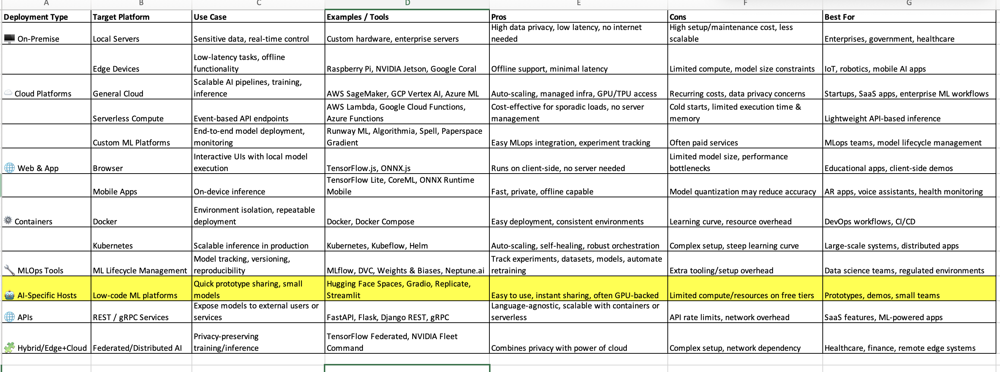 A B C D E F G
Deployment Type Target Platform Use Case Examples / Tools Pros Cons Best For
On-Premise Local Servers Sensitive data, real-time control Custom hardware, enterprise servers High data privacy, low latency, no internet needed High setup/maintenance cost, less scalable Enterprises, government, healthcare
Edge Devices Low-latency tasks, offline functionality Raspberry Pi, NVIDIA Jetson, Google Coral Offline support, minimal latency Limited compute, model size constraints IoT, robotics, mobile AI apps
Cloud Platforms General Cloud Scalable AI pipelines, training, inference AWS SageMaker, GCP Vertex AI, Azure ML Auto-scaling, managed infra, GPU/TPU access Recurring costs, data privacy concerns Startups, SaaS apps, enterprise ML workflows
Serverless Compute Event-based API endpoints AWS Lambda, Google Cloud Functions, Azure Functions Cost-effective for sporadic loads, no server management Cold starts, limited execution time & memory Lightweight API-based inference
Custom ML Platforms End-to-end model deployment, monitoring Runway ML, Algorithmia, Spell, Paperspace Gradient Easy MLops integration, experiment tracking Often paid services MLops teams, model lifecycle management
Web & App Browser Interactive UIs with local model execution TensorFlow.js, ONNX.js Runs on client-side, no server needed Limited model size, performance bottlenecks Educational apps, client-side demos
Mobile Apps On-device inference TensorFlow Lite, CoreML, ONNX Runtime Mobile Fast, private, offline capable Model quantization may reduce accuracy AR apps, voice assistants, health monitoring
Containers Docker Environment isolation, repeatable deployment Docker, Docker Compose Easy deployment, consistent environments Learning curve, resource overhead DevOps workflows, CI/CD
Kubernetes Scalable inference in production Kubernetes, Kubeflow, Helm Auto-scaling, self-healing, robust orchestration Complex setup, steep learning curve Large-scale systems, distributed apps
MLOps Tools ML Lifecycle Management Model tracking, versioning, reproducibility MLflow, DVC, Weights & Biases, Neptune.ai Track experiments, datasets, models, automate retraining Extra tooling/setup overhead Data science teams, regulated environments
AI-Specific Hosts Low-code ML platforms Quick prototype sharing, small models Hugging Face Spaces, Gradio, Replicate, Streamlit Easy to use, instant sharing, often GPU-backed Limited compute/resources on free tiers Prototypes, demos, small teams
APIs REST / gRPC Services Expose models to external users or services FastAPI, Flask, Django REST, gRPC Language-agnostic, scalable with containers or serverless API rate limits, network overhead SaaS features, ML-powered apps
Hybrid/Edge+Cloud Federated/Distributed AI Privacy-preserving training/inference TensorFlow Federated, NVIDIA Fleet Command Combines privacy with power of cloud Complex setup, network dependency Healthcare, finance, remote edge systems